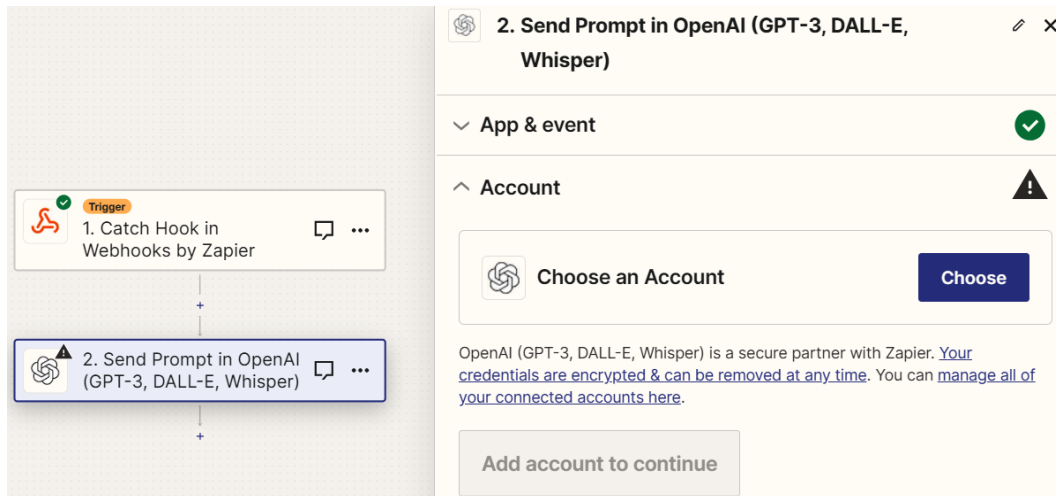 Trigger
1. Catch Hook in
Webhooks by Zapier
2. Send Prompt in OpenAI
(GPT-3, DALL-E, Whisper)
2. Send Prompt in OpenAI (GPT-3, DALL-E,
Whisper)
App & event
Account
Choose an Account
Choose
OpenAI (GPT-3, DALL-E, Whisper) is a secure partner with Zapier. Your
credentials are encrypted & can be removed at any time. You can manage all of
your connected accounts here.
Add account to continue